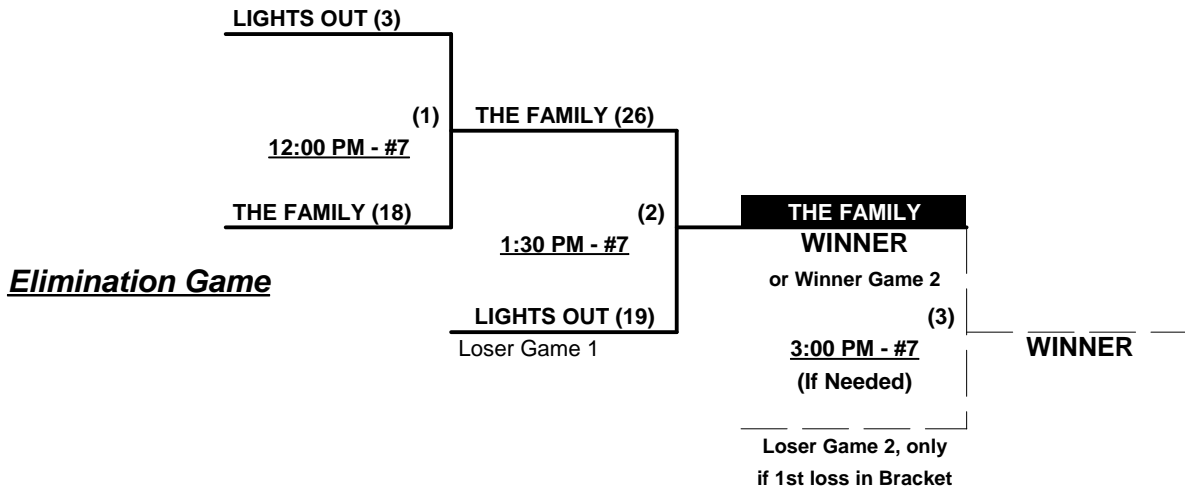 LIGHTS OUT (3)
(1)
THE FAMILY (26)
12:00 PM - #7
THE FAMILY (18)
(2)
THE FAMILY
1:30 PM - #7
WINNER
Elimination Game
or Winner Game 2
LIGHTS OUT (19)
(3)
Loser Game 1
3:00 PM - #7
WINNER
(If Needed)
Loser Game 2, only
if 1st loss in Bracket